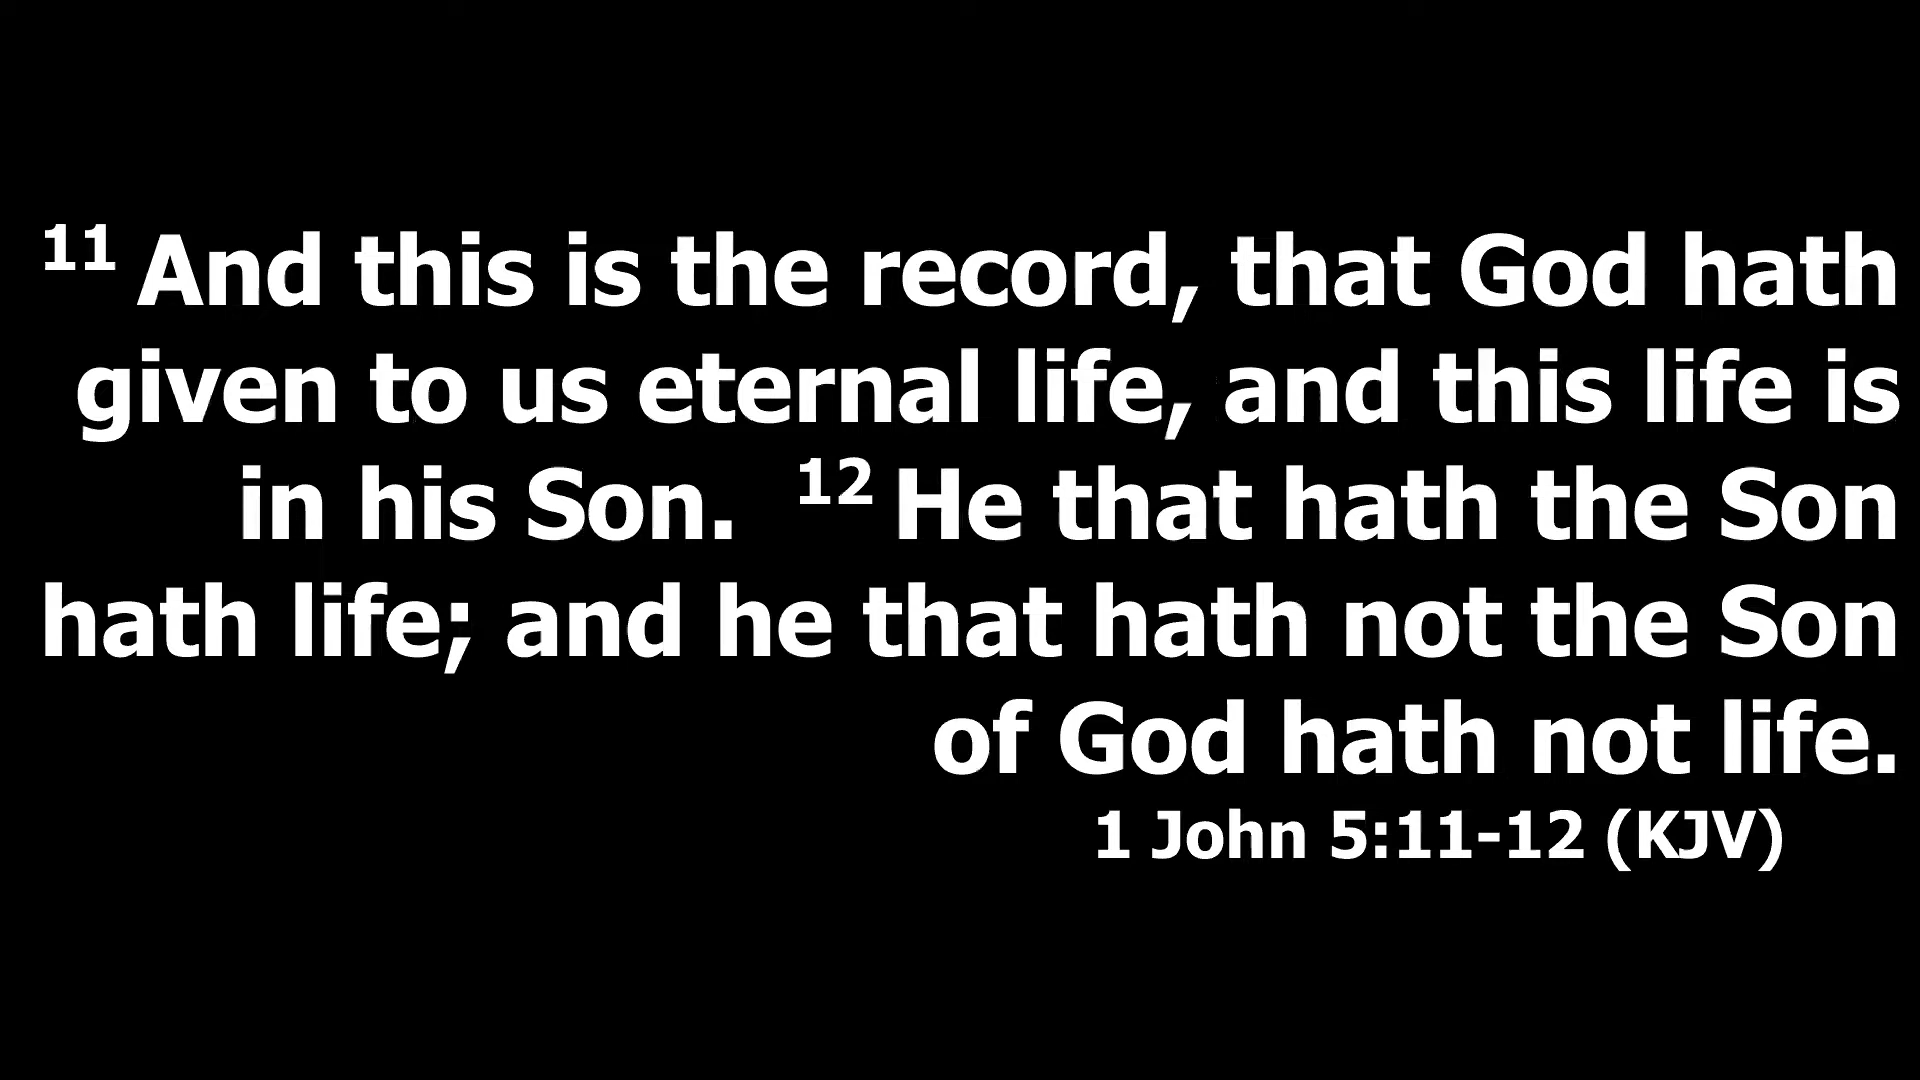 11 And this is the record, that God hath
given to us eternal life, and this life is
in his Son. 12 He that hath the Son
hath life; and he that hath not the Son
of God hath not life.
1 John 5:11-12 (KJV)